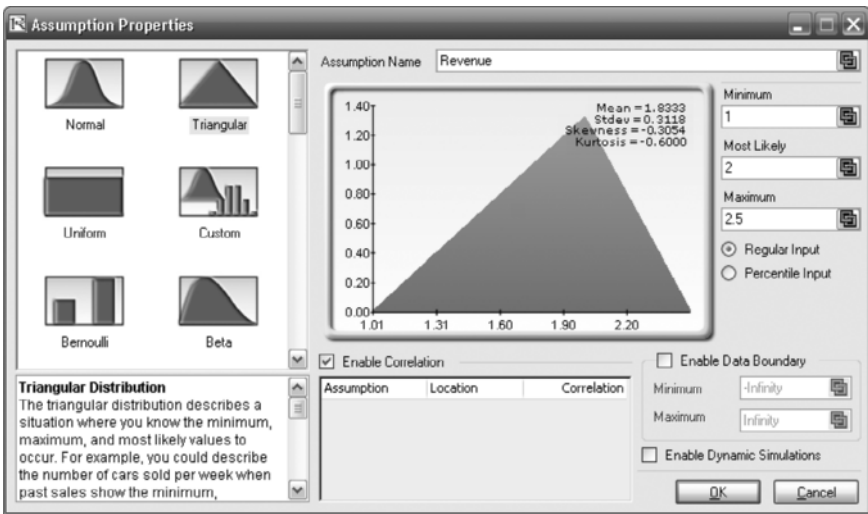 Assumption Properties
Normal
Triangular
Uniform
Custom
Bernoulli
Beta
Triangular Distribution
The triangular distribution describes a
situation where you know the minimum,
maximum, and most likely values to
occur. For example, you could describe
the number of cars sold per week when
past sales show the minimum,
Assumption Name
Revenue
1.40
1.20
1.00
0.80
0.60
0.40
0.20
0.00
1.01
1.31
1.60
1.90
2.20
Mean =1.8333
Stdev =0.3118
Skewness =-0.3054
Kurtosis =-0.6000
Minimum
1
Most Likely
2
Maximum
2.5
Regular Input
Percentile Input
Enable Correlation
Assumption Location Correlation
Enable Data Boundary
Minimum -Infinity
Maximum Infinity
Enable Dynamic Simulations
OK
Cancel